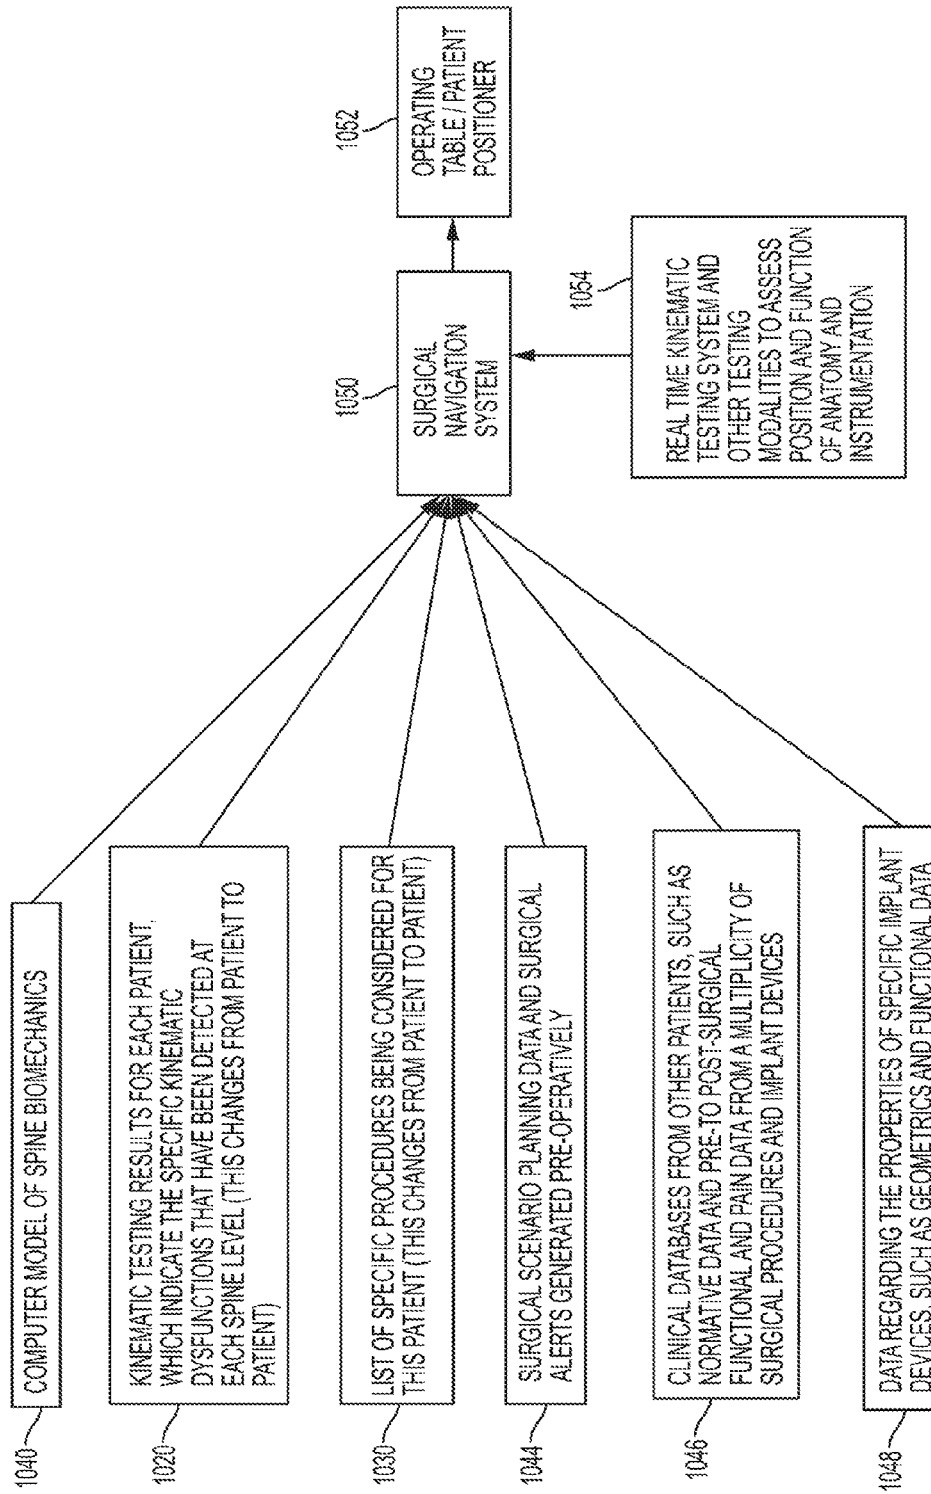 1040
COMPUTER MODEL OF SPINE BIOMECHANICS
1020
KINEMATIC TESTING RESULTS FOR EACH PATIENT,
WHICH INDICATE THE SPECIFIC KINEMATIC
DYSFUNCTIONS THAT HAVE BEEN DETECTED AT
EACH SPINE LEVEL (THIS CHANGES FROM PATIENT TO
PATIENT)
1030
LIST OF SPECIFIC PROCEDURES BEING CONSIDERED FOR
THIS PATIENT (THIS CHANGES FROM PATIENT TO PATIENT)
1044
SURGICAL SCENARIO PLANNING DATA AND SURGICAL
ALERTS GENERATED PRE-OPERATIVELY
1046
CLINICAL DATABASES FROM OTHER PATIENTS, SUCH AS
NORMATIVE DATA AND PRE-TO POST-SURGICAL
FUNCTIONAL AND PAIN DATA FROM A MULTIPLICITY OF
SURGICAL PROCEDURES AND IMPLANT DEVICES
1048
DATA REGARDING THE PROPERTIES OF SPECIFIC IMPLANT
DEVICES, SUCH AS GEOMETRICS AND FUNCTIONAL DATA
1050
SURGICAL
NAVIGATION
SYSTEM
1054
REAL TIME KINEMATIC
TESTING SYSTEM AND
OTHER TESTING
MODALITIES TO ASSESS
POSITION AND FUNCTION
OF ANATOMY AND
INSTRUMENTATION
1052
OPERATING
TABLE / PATIENT
POSITIONER